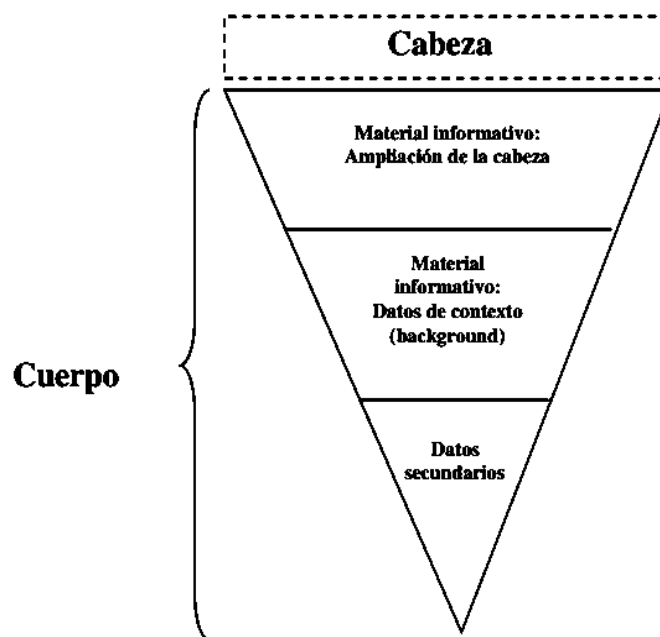 Cabeza
Material informativo:
Ampliación de la cabeza
Material
informativo:
Datos de contexto
(background)
Cuerpo
Datos
secundarios